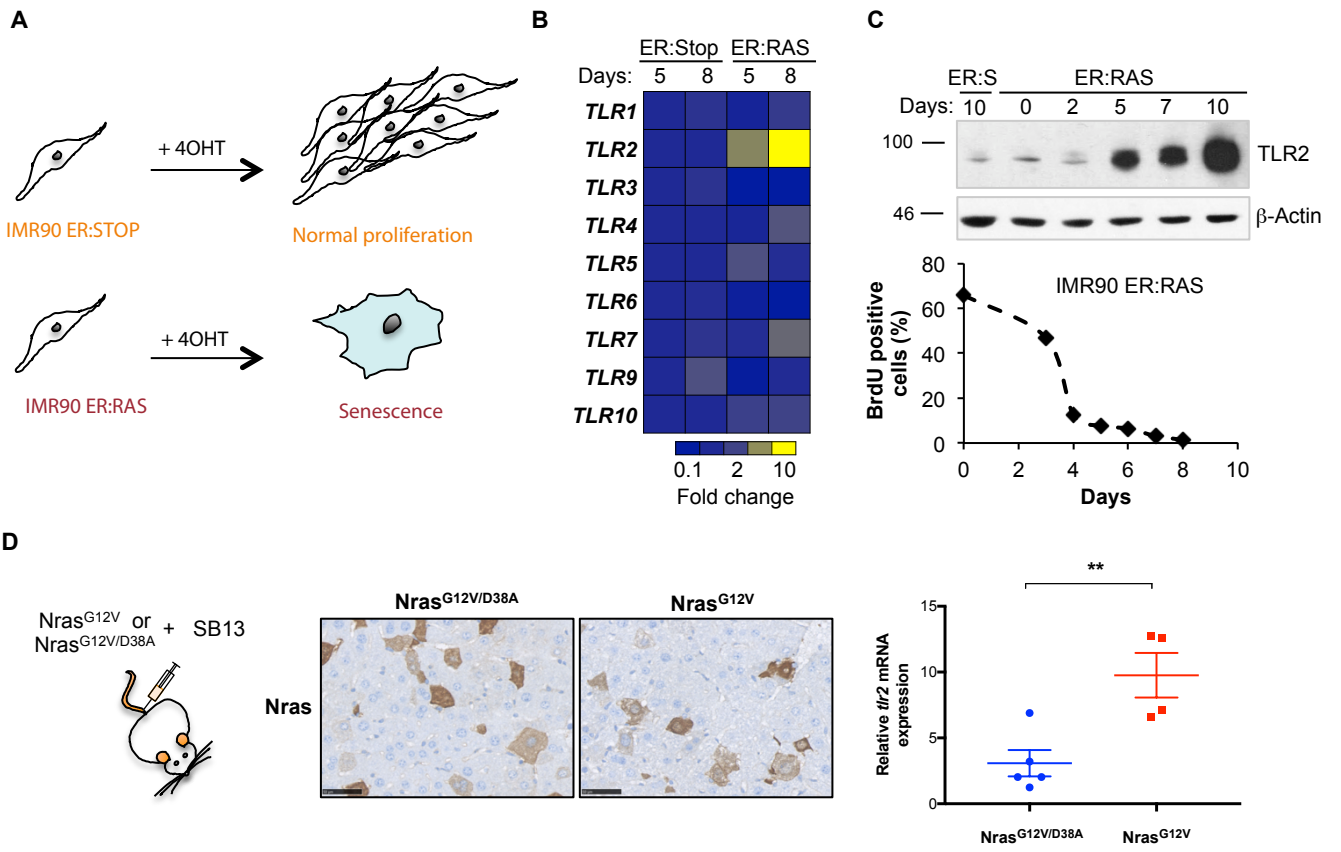 A
+ 4OHT
IMR90 ER:STOP
Normal proliferation
+ 4OHT
IMR90 ER:RAS
Senescence
B
ER:Stop ER:RAS
Days: 5 8 5 8
TLR1
TLR2
TLR3
TLR4
TLR5
TLR6
TLR7
TLR9
TLR10
0.1 2 10
Fold change
C
ER:S ER:RAS
Days: 10 0 2 5 7 10
100
TLR2
46
β-Actin
IMR90 ER:RAS
BrdU positive
cells (%)
80
60
40
20
0
0 2 4 6 8 10
Days
D
Nras^G12V or
Nras^G12V/D38A + SB13
Nras^G12V/D38A
Nras^G12V
Nras
**
Relative tlr2 mRNA
expression
15
10
5
0
Nras^G12V/D38A
Nras^G12V